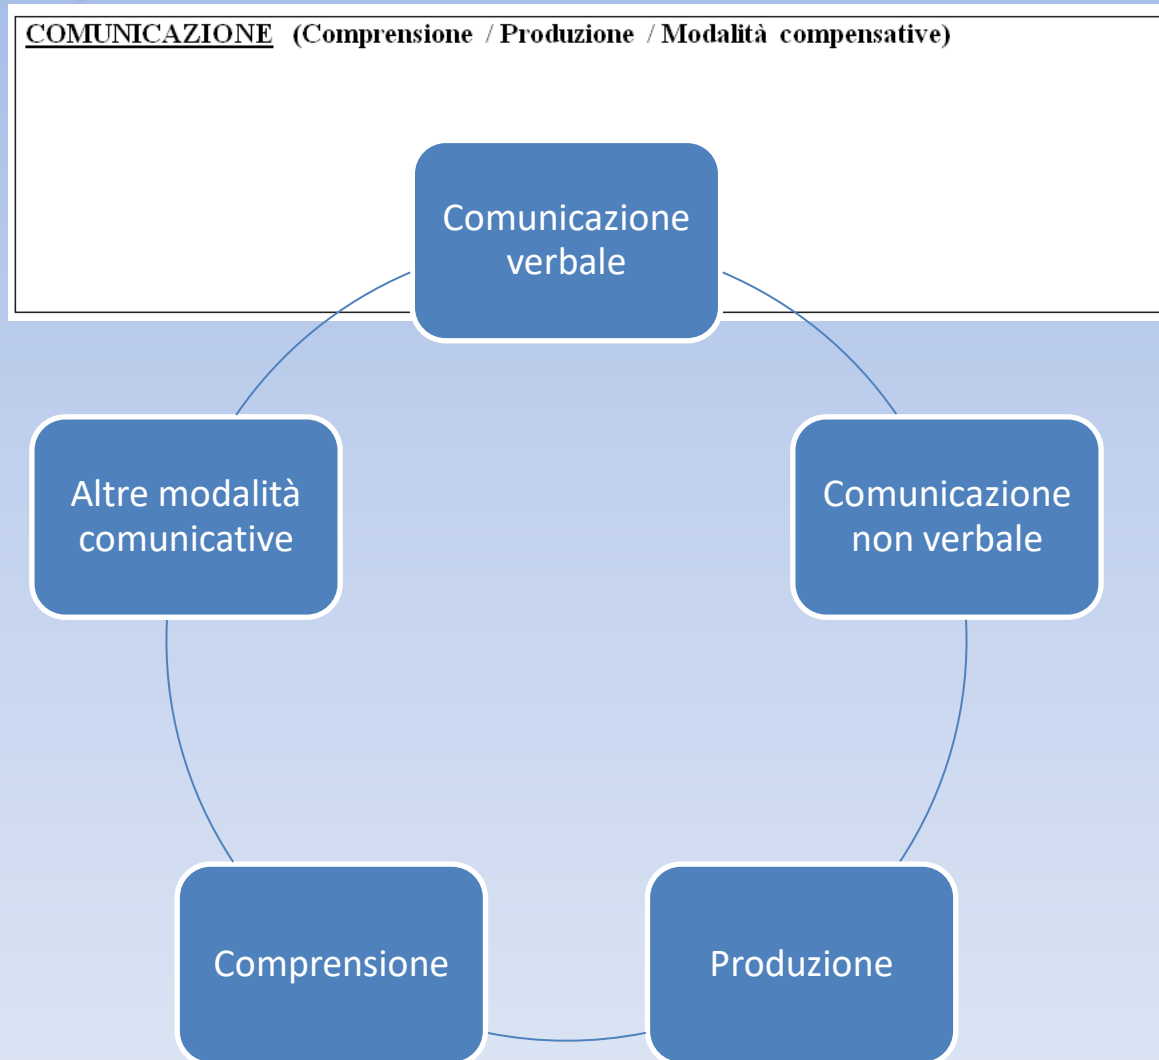 COMUNICAZIONE (Comprensione / Produzione / Modalità compensative)
Comunicazione
verbale
Altre modalità
comunicative
Comunicazione
non verbale
Comprensione
Produzione